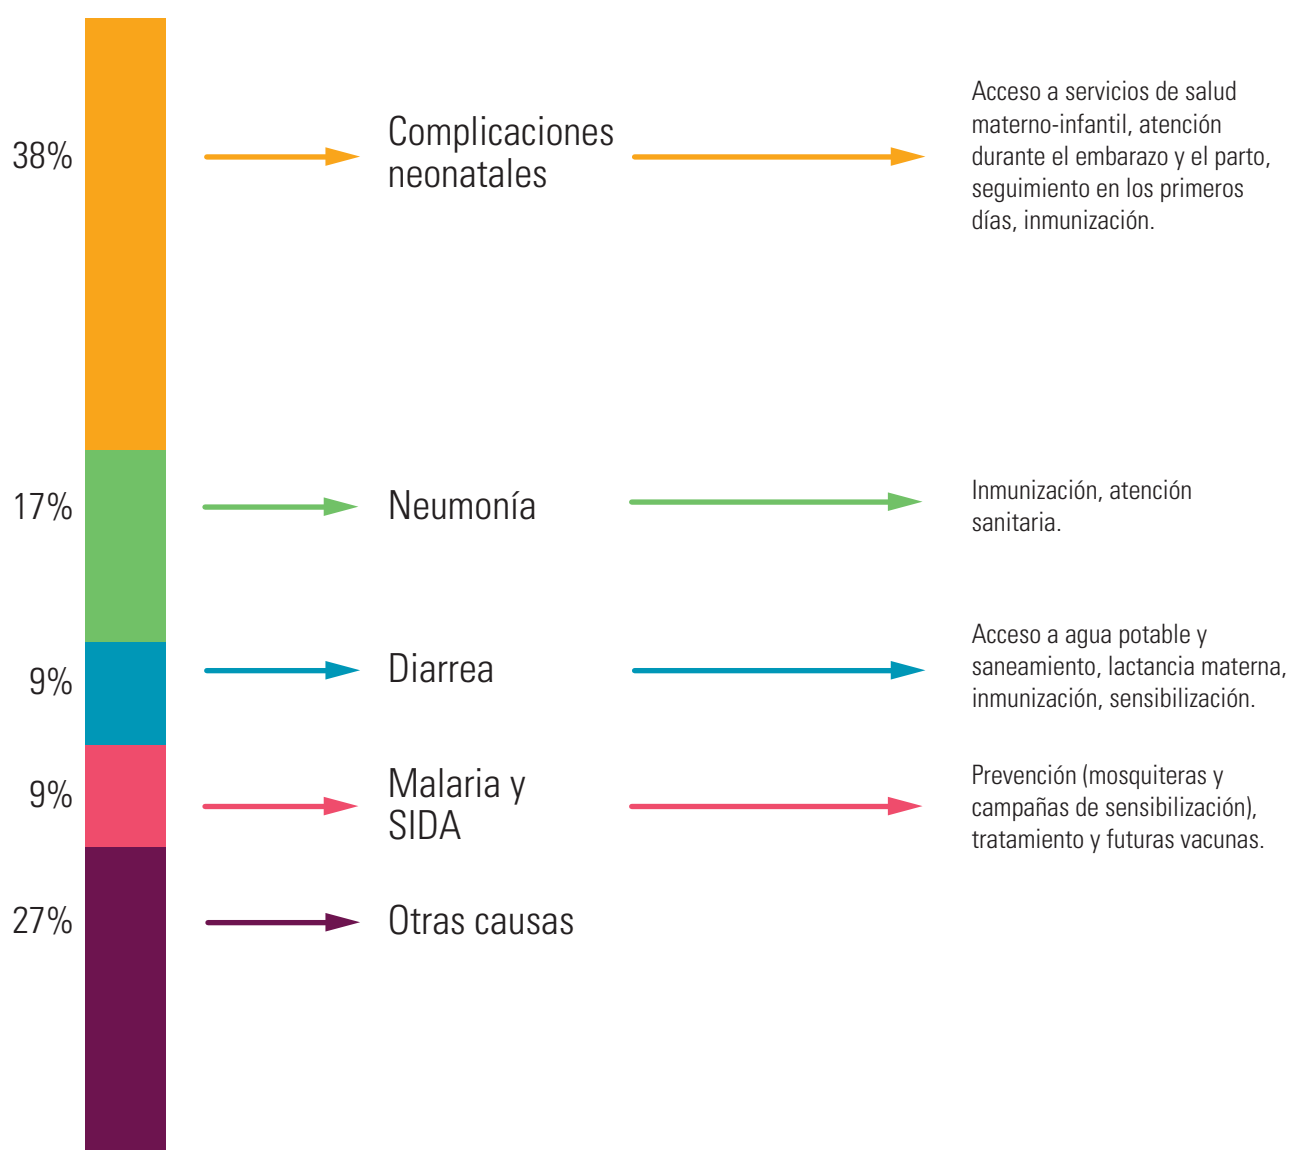 38%
Complicaciones
neonatales
Acceso a servicios de salud
materno-infantil, atención
durante el embarazo y el parto,
seguimiento en los primeros
días, inmunización.
17%
Neumonía
Inmunización, atención
sanitaria.
9%
Diarrea
Acceso a agua potable y
saneamiento, lactancia materna,
inmunización, sensibilización.
9%
Malaria y
SIDA
Prevención (mosquiteras y
campañas de sensibilización),
tratamiento y futuras vacunas.
27%
Otras causas